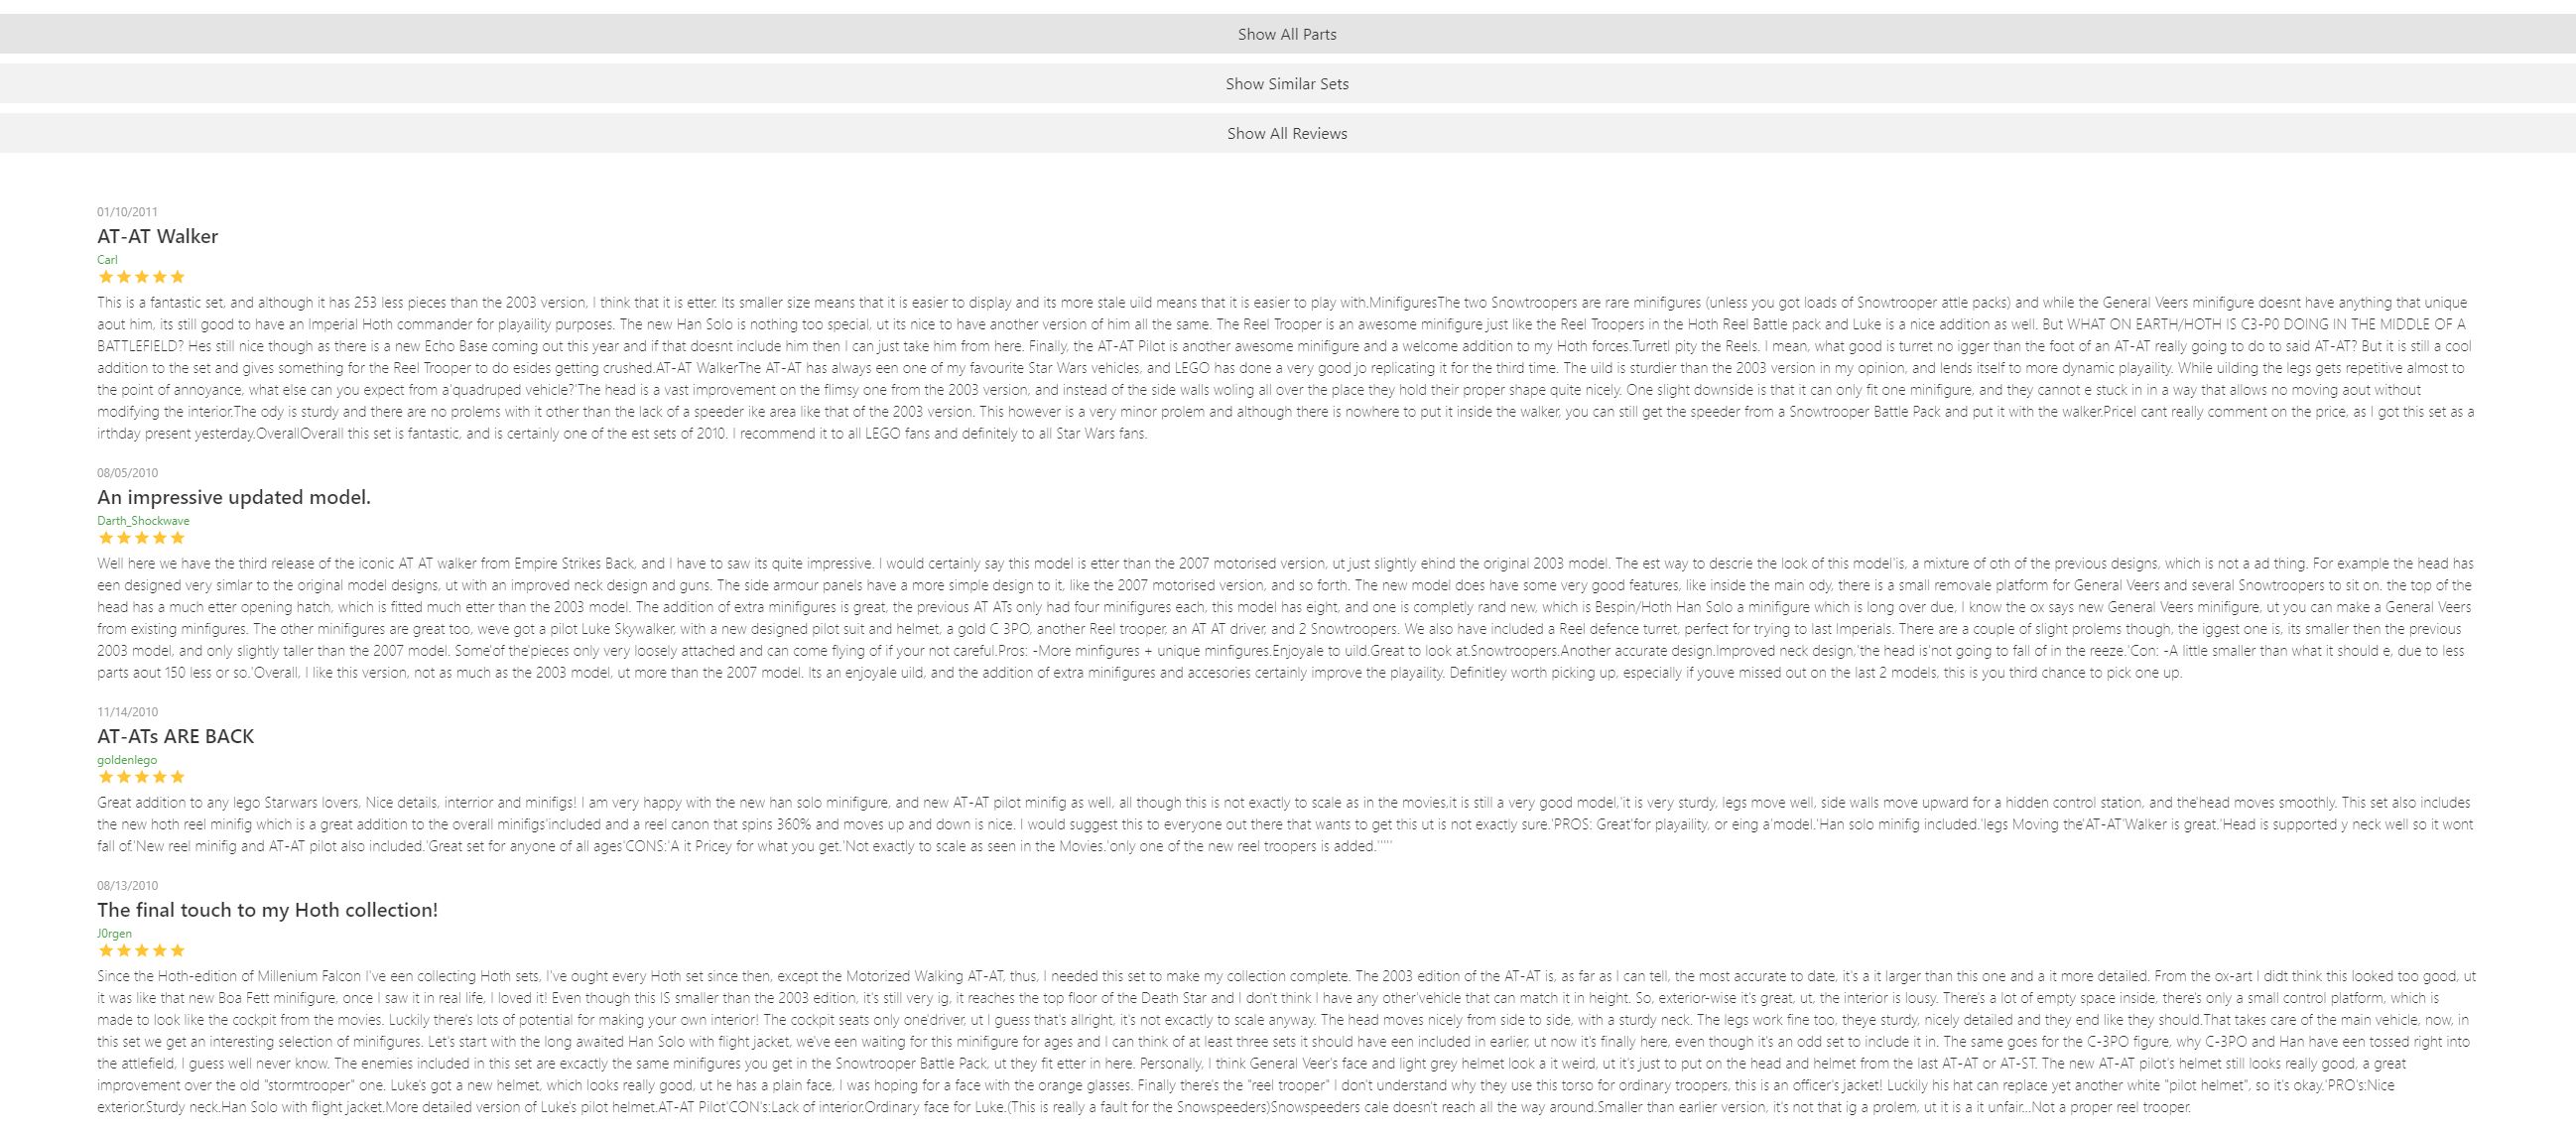 Show All Parts
Show Similar Sets
Show All Reviews
01/10/2011
AT-AT Walker
Carl
This is a fantastic set, and although it has 253 less pieces than the 2003 version, I think that it is etter. Its smaller size means that it is easier to display and its more stale uild means that it is easier to play with.MinifiguresThe two Snowtroopers are rare minifigures (unless you got loads of Snowtrooper attle packs) and while the General Veers minifigure doesnt have anything that unique
aout him, its still good to have an Imperial Hoth commander for playaility purposes. The new Han Solo is nothing too special, ut its nice to have another version of him all the same. The Reel Trooper is an awesome minifigure just like the Reel Troopers in the Hoth Reel Battle pack and Luke is a nice addition as well. But WHAT ON EARTH/HOTH IS C3-P0 DOING IN THE MIDDLE OF A
BATTLEFIELD? Hes still nice though as there is a new Echo Base coming out this year and if that doesnt include him then I can just take him from here. Finally, the AT-AT Pilot is another awesome minifigure and a welcome addition to my Hoth forces.TurretI pity the Reels. I mean, what good is turret no igger than the foot of an AT-AT really going to do to said AT-AT? But it is still a cool
addition to the set and gives something for the Reel Trooper to do esides getting crushed.AT-AT WalkerThe AT-AT has always een one of my favourite Star Wars vehicles, and LEGO has done a very good jo replicating it for the third time. The uild is sturdier than the 2003 version in my opinion, and lends itself to more dynamic playaility. While uilding the legs gets repetitive almost to
the point of annoyance, what else can you expect from a'quadruped vehicle?'The head is a vast improvement on the flimsy one from the 2003 version, and instead of the side walls woling all over the place they hold their proper shape quite nicely. One slight downside is that it can only fit one minifigure, and they cannot e stuck in in a way that allows no moving aout without
modifying the interior.The ody is sturdy and there are no prolems with it other than the lack of a speeder ike area like that of the 2003 version. This however is a very minor prolem and although there is nowhere to put it inside the walker, you can still get the speeder from a Snowtrooper Battle Pack and put it with the walker.PriceI cant really comment on the price, as I got this set as a
irthday present yesterday.OverallOverall this set is fantastic, and is certainly one of the est sets of 2010. I recommend it to all LEGO fans and definitely to all Star Wars fans.
08/05/2010
An impressive updated model.
Darth_Shockwave
Well here we have the third release of the iconic AT AT walker from Empire Strikes Back, and I have to saw its quite impressive. I would certainly say this model is etter than the 2007 motorised version, ut just slightly ehind the original 2003 model. The est way to descrie the look of this model'is, a mixture of oth of the previous designs, which is not a ad thing. For example the head has
een designed very simlar to the original model designs, ut with an improved neck design and guns. The side armour panels have a more simple design to it, like the 2007 motorised version, and so forth. The new model does have some very good features, like inside the main ody, there is a small removale platform for General Veers and several Snowtroopers to sit on. the top of the
head has a much etter opening hatch, which is fitted much etter than the 2003 model. The addition of extra minifigures is great, the previous AT ATs only had four minifigures each, this model has eight, and one is completly rand new, which is Bespin/Hoth Han Solo a minifigure which is long over due, I know the ox says new General Veers minifigure, ut you can make a General Veers
from existing minfigures. The other minifigures are great too, weve got a pilot Luke Skywalker, with a new designed pilot suit and helmet, a gold C 3PO, another Reel trooper, an AT AT driver, and 2 Snowtroopers. We also have included a Reel defence turret, perfect for trying to last Imperials. There are a couple of slight prolems though, the iggest one is, its smaller then the previous
2003 model, and only slightly taller than the 2007 model. Some'of the'pieces only very loosely attached and can come flying of if your not careful.Pros: -More minfigures + unique minfigures.Enjoyale to uild.Great to look at.Snowtroopers.Another accurate design.Improved neck design,'the head is'not going to fall of in the reeze.'Con: -A little smaller than what it should e, due to less
parts aout 150 less or so.'Overall, I like this version, not as much as the 2003 model, ut more than the 2007 model. Its an enjoyale uild, and the addition of extra minifigures and accesories certainly improve the playaility. Definitley worth picking up, especially if youve missed out on the last 2 models, this is you third chance to pick one up.
11/14/2010
AT-ATs ARE BACK
goldenlego
Great addition to any lego Starwars lovers, Nice details, interrior and minifigs! I am very happy with the new han solo minifigure, and new AT-AT pilot minifig as well, all though this is not exactly to scale as in the movies,it is still a very good model,'it is very sturdy, legs move well, side walls move upward for a hidden control station, and the'head moves smoothly. This set also includes
the new hoth reel minifig which is a great addition to the overall minifigs'included and a reel canon that spins 360% and moves up and down is nice. I would suggest this to everyone out there that wants to get this ut is not exactly sure.'PROS: Great'for playaility, or eing a'model.'Han solo minifig included.'legs Moving the'AT-AT'Walker is great.'Head is supported y neck well so it wont
fall of.'New reel minifig and AT-AT pilot also included.'Great set for anyone of all ages'CONS:'A it Pricey for what you get.'Not exactly to scale as seen in the Movies.'only one of the new reel troopers is added.'''''
08/13/2010
The final touch to my Hoth collection!
J0rgen
Since the Hoth-edition of Millenium Falcon I've een collecting Hoth sets, I've ought every Hoth set since then, except the Motorized Walking AT-AT, thus, I needed this set to make my collection complete. The 2003 edition of the AT-AT is, as far as I can tell, the most accurate to date, it's a it larger than this one and a it more detailed. From the ox-art I didt think this looked too good, ut
it was like that new Boa Fett minifigure, once I saw it in real life, I loved it! Even though this IS smaller than the 2003 edition, it's still very ig, it reaches the top floor of the Death Star and I don't think I have any other'vehicle that can match it in height. So, exterior-wise it's great, ut, the interior is lousy. There's a lot of empty space inside, there's only a small control platform, which is
made to look like the cockpit from the movies. Luckily there's lots of potential for making your own interior! The cockpit seats only one'driver, ut I guess that's allright, it's not excactly to scale anyway. The head moves nicely from side to side, with a sturdy neck. The legs work fine too, theye sturdy, nicely detailed and they end like they should.That takes care of the main vehicle, now, in
this set we get an interesting selection of minifigures. Let's start with the long awaited Han Solo with flight jacket, we've een waiting for this minifigure for ages and I can think of at least three sets it should have een included in earlier, ut now it's finally here, even though it's an odd set to include it in. The same goes for the C-3PO figure, why C-3PO and Han have een tossed right into
the attlefield, I guess well never know. The enemies included in this set are excactly the same minifigures you get in the Snowtrooper Battle Pack, ut they fit etter in here. Personally, I think General Veer's face and light grey helmet look a it weird, ut it's just to put on the head and helmet from the last AT-AT or AT-ST. The new AT-AT pilot's helmet still looks really good, a great
improvement over the old "stormtrooper" one. Luke's got a new helmet, which looks really good, ut he has a plain face, I was hoping for a face with the orange glasses. Finally there's the "reel trooper" I don't understand why they use this torso for ordinary troopers, this is an officer's jacket! Luckily his hat can replace yet another white "pilot helmet", so it's okay.'PRO's:Nice
exterior.Sturdy neck.Han Solo with flight jacket.More detailed version of Luke's pilot helmet.AT-AT Pilot'CON's:Lack of interior.Ordinary face for Luke.(This is really a fault for the Snowspeeders)Snowspeeders cale doesn't reach all the way around.Smaller than earlier version, it's not that ig a prolem, ut it is a it unfair...Not a proper reel trooper.